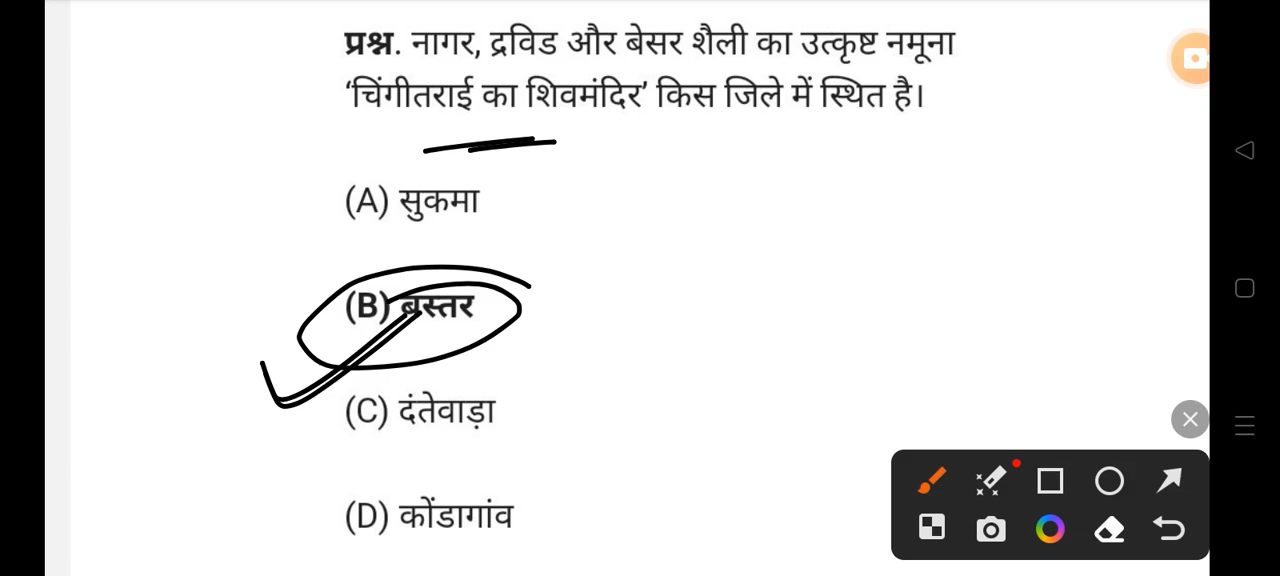 प्रश्न. नागर, द्रविड और बेसर शैली का उत्कृष्ट नमूना
‘चिंगीतराई का शिवमंदिर’ किस जिले में स्थित है।
(A) सुकमा
(B) बस्तर
(C) दंतेवाड़ा
(D) कोंडागांव